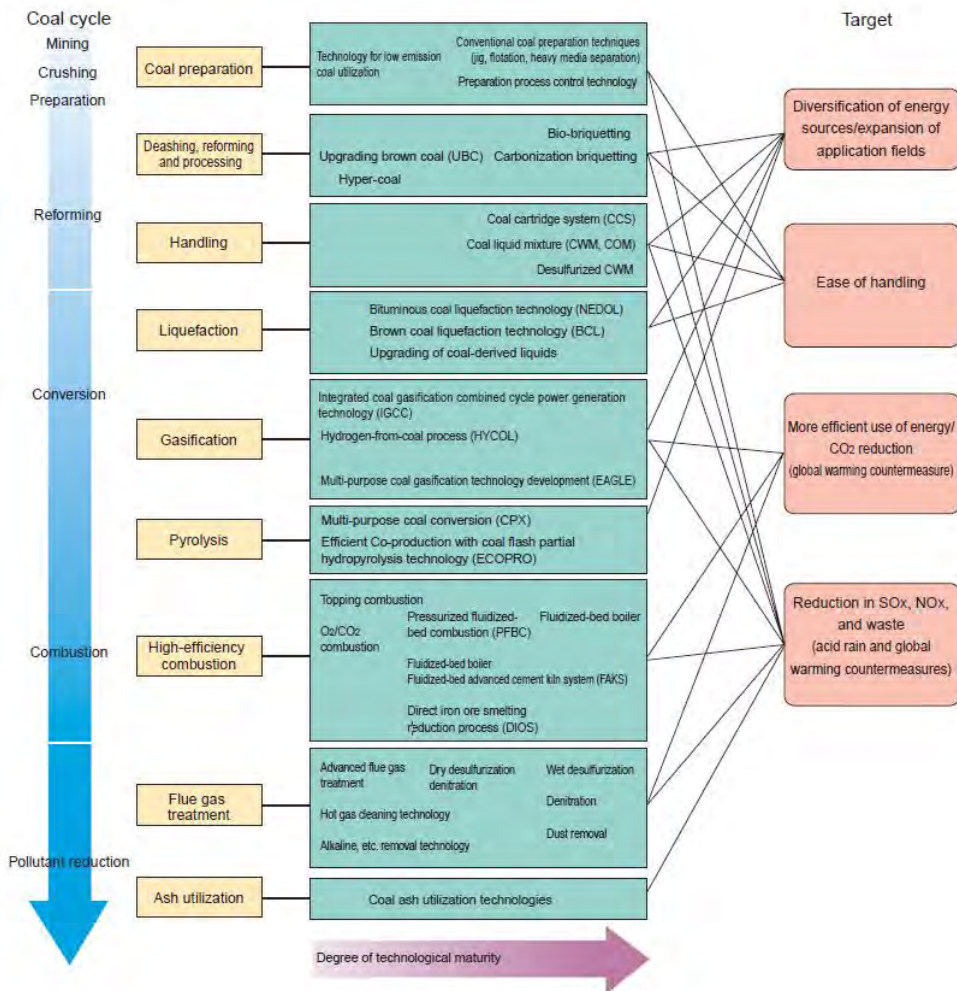 Coal cycle
Mining
Crushing
Preparation
Reforming
Conversion
Combustion
Pollutant reduction
Coal preparation
Technology for low emission
coal utilization
Conventional coal preparation techniques
(jig, flotation, heavy media separation)
Preparation process control technology
Deashing, reforming
and processing
Bio-briquetting
Upgrading brown coal (UBC)
Carbonization briquetting
Hyper-coal
Handling
Coal cartridge system (CCS)
Coal liquid mixture (CWM, COM)
Desulfurized CWM
Liquefaction
Bituminous coal liquefaction technology (NEDOL)
Brown coal liquefaction technology (BCL)
Upgrading of coal-derived liquids
Gasification
Integrated coal gasification combined cycle power generation
technology (IGCC)
Hydrogen-from-coal process (HYCOL)
Multi-purpose coal gasification technology development (EAGLE)
Pyrolysis
Multi-purpose coal conversion (CPX)
Efficient Co-production with coal flash partial
hydropyrolysis technology (ECOPRO)
High-efficiency
combustion
Topping combustion
O2/CO2
combustion
Pressurized fluidized-
bed combustion (PFBC)
Fluidized-bed boiler
Fluidized-bed boiler
Fluidized-bed advanced cement kiln system (FAKS)
Direct iron ore smelting
reduction process (DIOS)
Flue gas
treatment
Advanced flue gas
treatment
Dry desulfurization
denitration
Wet desulfurization
Denitration
Hot gas cleaning technology
Dust removal
Alkaline, etc. removal technology
Ash utilization
Coal ash utilization technologies
Degree of technological maturity
Target
Diversification of energy
sources/expansion of
application fields
Ease of handling
More efficient use of energy/
CO2 reduction
(global warming countermeasure)
Reduction in SOx, NOx,
and waste
(acid rain and global
warming countermeasures)